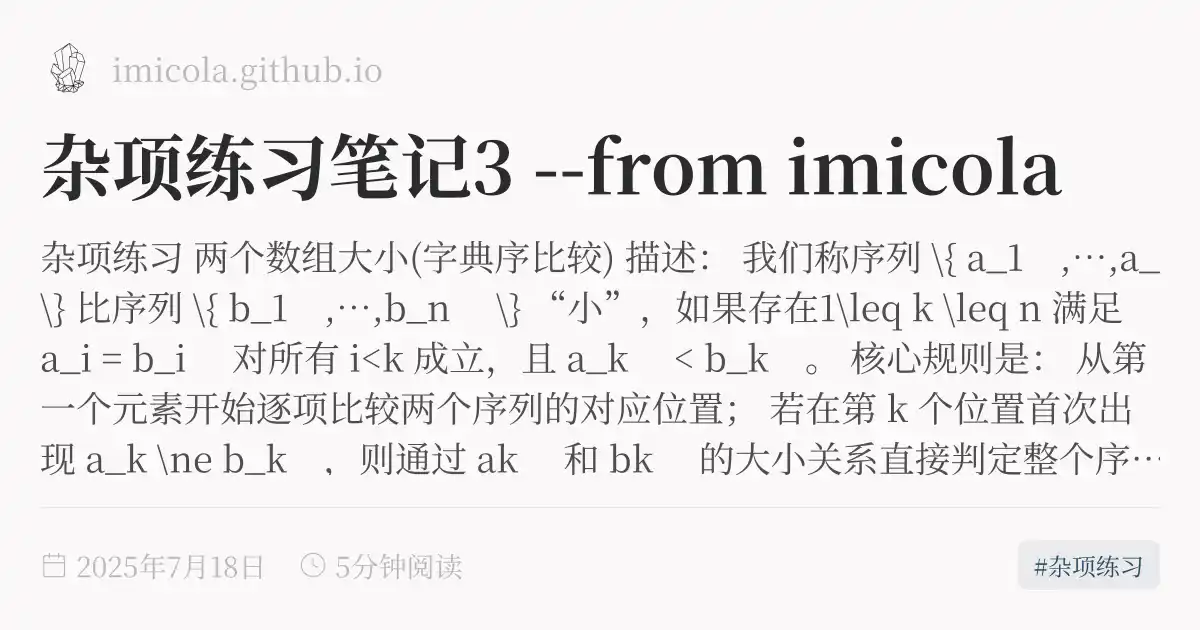 imicola.github.io
杂项练习笔记3 --from imicola
杂项练习 两个数组大小(字典序比较) 描述： 我们称序列 \{ a_1 ,⋯,a_
\} 比序列 \{ b_1 ,⋯,b_n \} “小”，如果存在1\leq k \leq n 满足
a_i = b_i 对所有 i<k 成立，且 a_k < b_k 。 核心规则是： 从第
一个元素开始逐项比较两个序列的对应位置； 若在第 k 个位置首次出
现 a_k \ne b_k ，则通过 ak 和 bk 的大小关系直接判定整个序…
2025年7月18日 5分钟阅读 #杂项练习